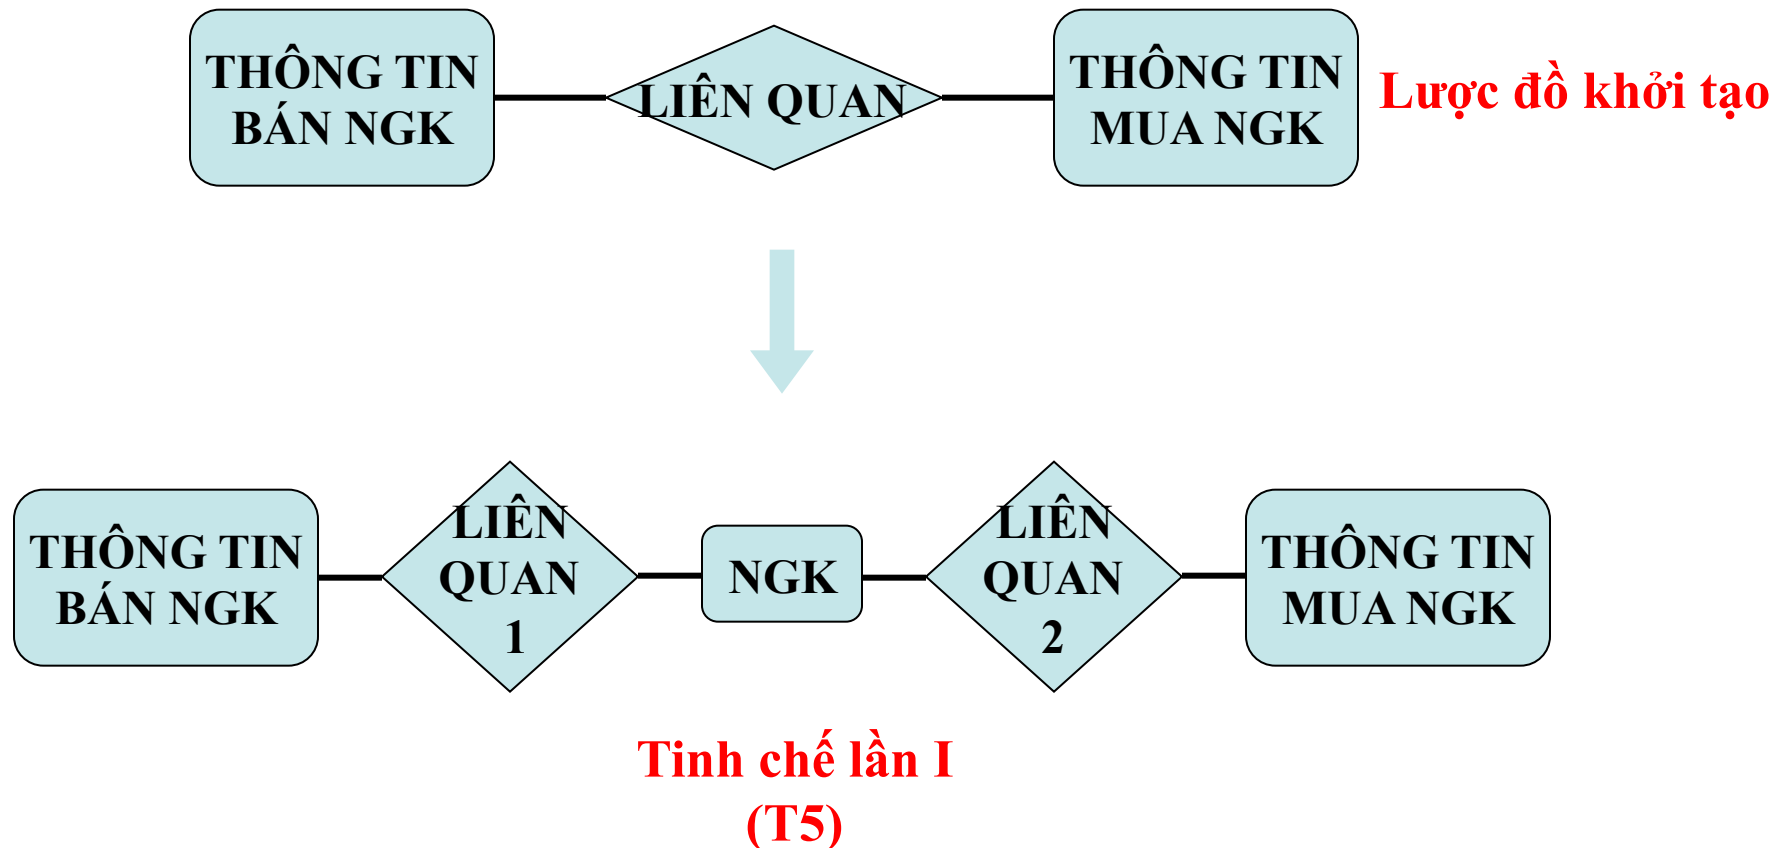 THÔNG TIN
BÁN NGK
LIÊN QUAN
THÔNG TIN
MUA NGK
Lược đồ khởi tạo
THÔNG TIN
BÁN NGK
LIÊN
QUAN
1
NGK
LIÊN
QUAN
2
THÔNG TIN
MUA NGK
Tinh chế lần I
(T5)